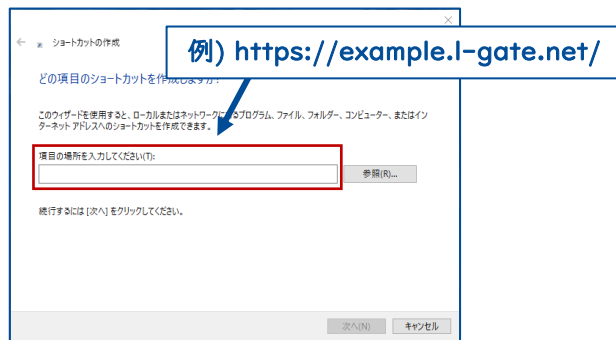 ショートカットの作成
例) https://example.l-gate.net/
どの項目のショートカットを作成しますか?
このウィザードを使用すると、ローカルまたはネットワークにあるプログラム、ファイル、フォルダー、コンピューター、またはイン
ターネット アドレスへのショートカットを作成できます。
項目の場所を入力してください(T):
参照(R)...
続行するには [次へ] をクリックしてください。
次へ(N)
キャンセル